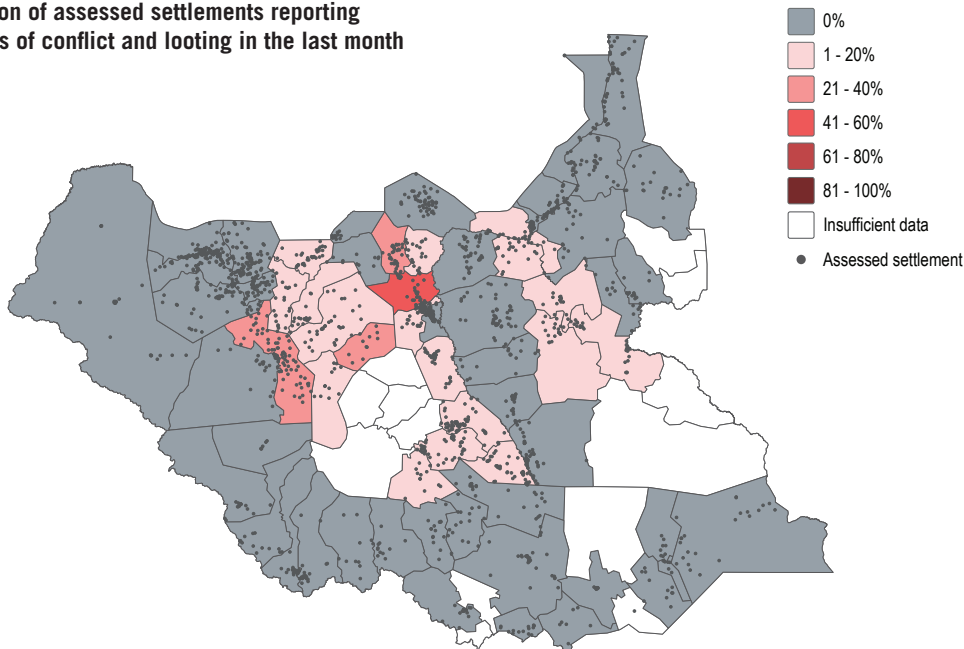 of assessed settlements reporting
of conflict and looting in the last month
0%
1 - 20%
21 - 40%
41 - 60%
61 - 80%
81 - 100%
Insufficient data
Assessed settlement